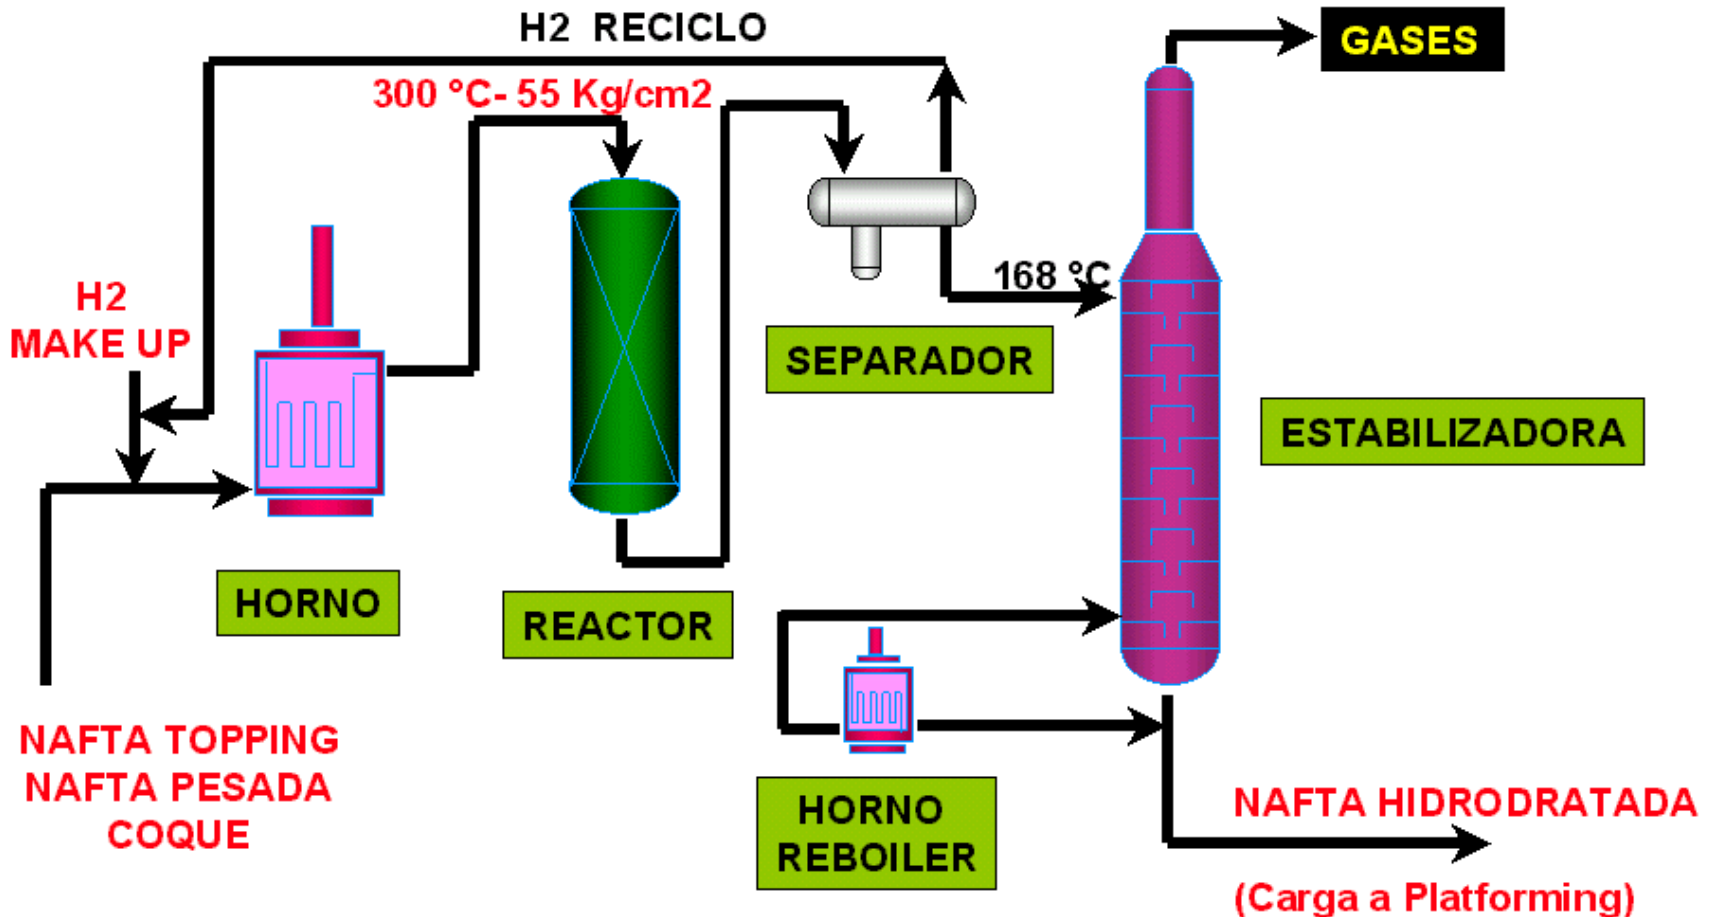 H2 RECICLO
GASES
300 °C- 55 Kg/cm2
168 °C
H2
MAKE UP
SEPARADOR
ESTABILIZADORA
HORNO
REACTOR
NAFTA TOPPING
NAFTA PESADA
COQUE
HORNO
REBOILER
NAFTA HIDRODRATADA
(Carga a Platforming)